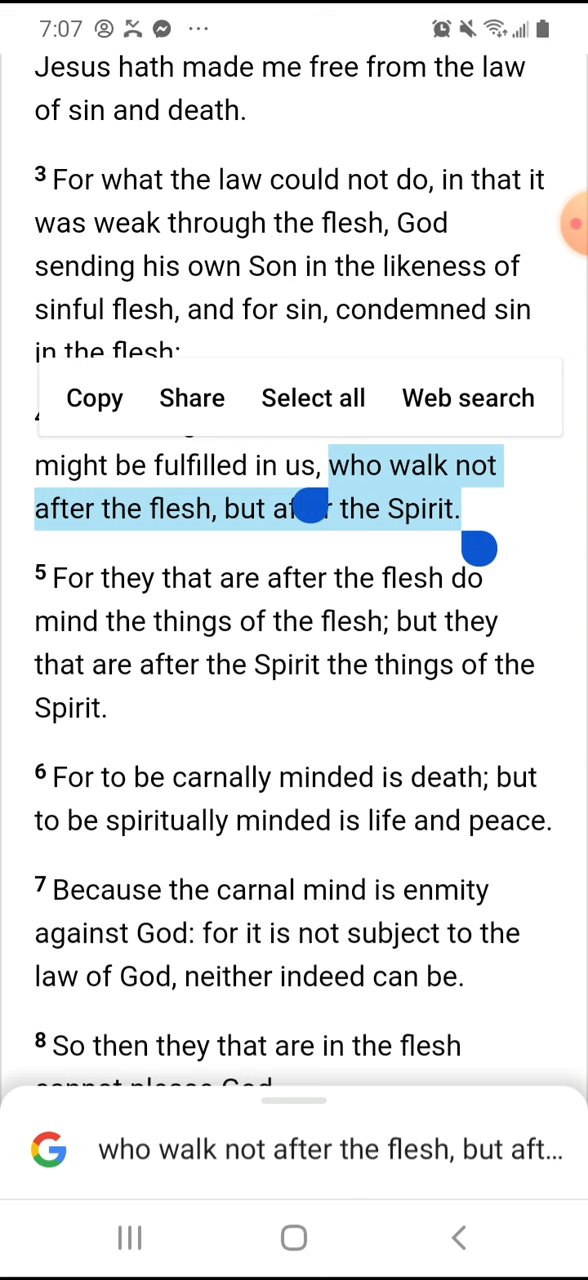 7:07
Jesus hath made me free from the law
of sin and death.
3 For what the law could not do, in that it
was weak through the flesh, God
sending his own Son in the likeness of
sinful flesh, and for sin, condemned sin
in the flesh:
Copy Share Select all Web search
might be fulfilled in us, who walk not
after the flesh, but after the Spirit.
5 For they that are after the flesh do
mind the things of the flesh; but they
that are after the Spirit the things of the
Spirit.
6 For to be carnally minded is death; but
to be spiritually minded is life and peace.
7 Because the carnal mind is enmity
against God: for it is not subject to the
law of God, neither indeed can be.
8 So then they that are in the flesh
cannot please God
G who walk not after the flesh, but aft...